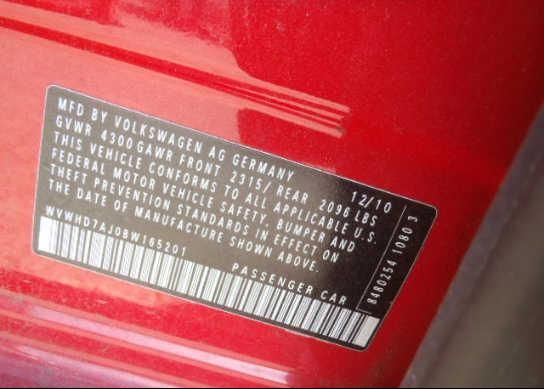 MFD BY VOLKSWAGEN AG GERMANY 12/10
GVWR 4300 GAWR FRONT 2315/ REAR 2096 LBS
THIS VEHICLE CONFORMS TO ALL APPLICABLE U.S.
FEDERAL MOTOR VEHICLE SAFETY, BUMPER AND
THEFT PREVENTION STANDARDS IN EFFECT ON
THE DATE OF MANUFACTURE SHOWN ABOVE.
WVWHD7AJ0BW165201
PASSENGER CAR
8480254 1080 3